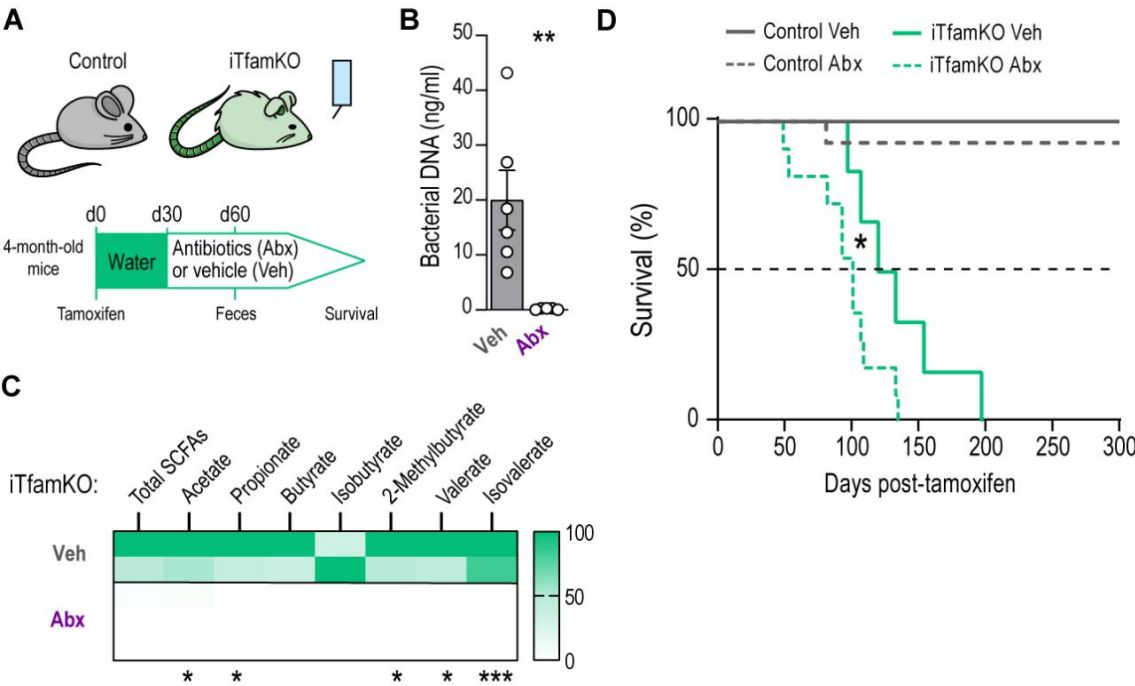 A
Control
iTfamKO
d0
d30
d60
4-month-old
mice
Water
Antibiotics (Abx)
or vehicle (Veh)
Tamoxifen
Feces
Survival
B
**
Bacterial DNA (ng/ml)
50
40
30
20
10
0
Veh
Abx
C
iTfamKO:
Total SCFAs
Acetate
Propionate
Butyrate
Isobutyrate
2-Methylbutyrate
Valerate
Isovalerate
Veh
Abx
100
50
0
*
*
*
*
***
D
Control Veh
iTfamKO Veh
Control Abx
iTfamKO Abx
Survival (%)
100
50
0
*
0
50
100
150
200
250
300
Days post-tamoxifen